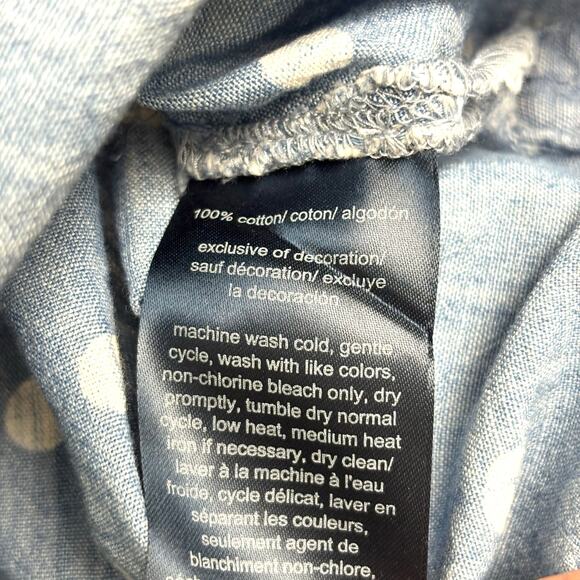 100% cotton/ coton/ algodón
exclusive of decoration/
sauf décoration/ excluye
la decoración
machine wash cold, gentle
cycle, wash with like colors,
non-chlorine bleach only, dry
promptly, tumble dry normal
cycle, low heat, medium heat
iron if necessary, dry clean/
laver à la machine à l'eau
froide, cycle délicat, laver en
séparant les couleurs,
seulement agent de
blanchiment non-chlore,